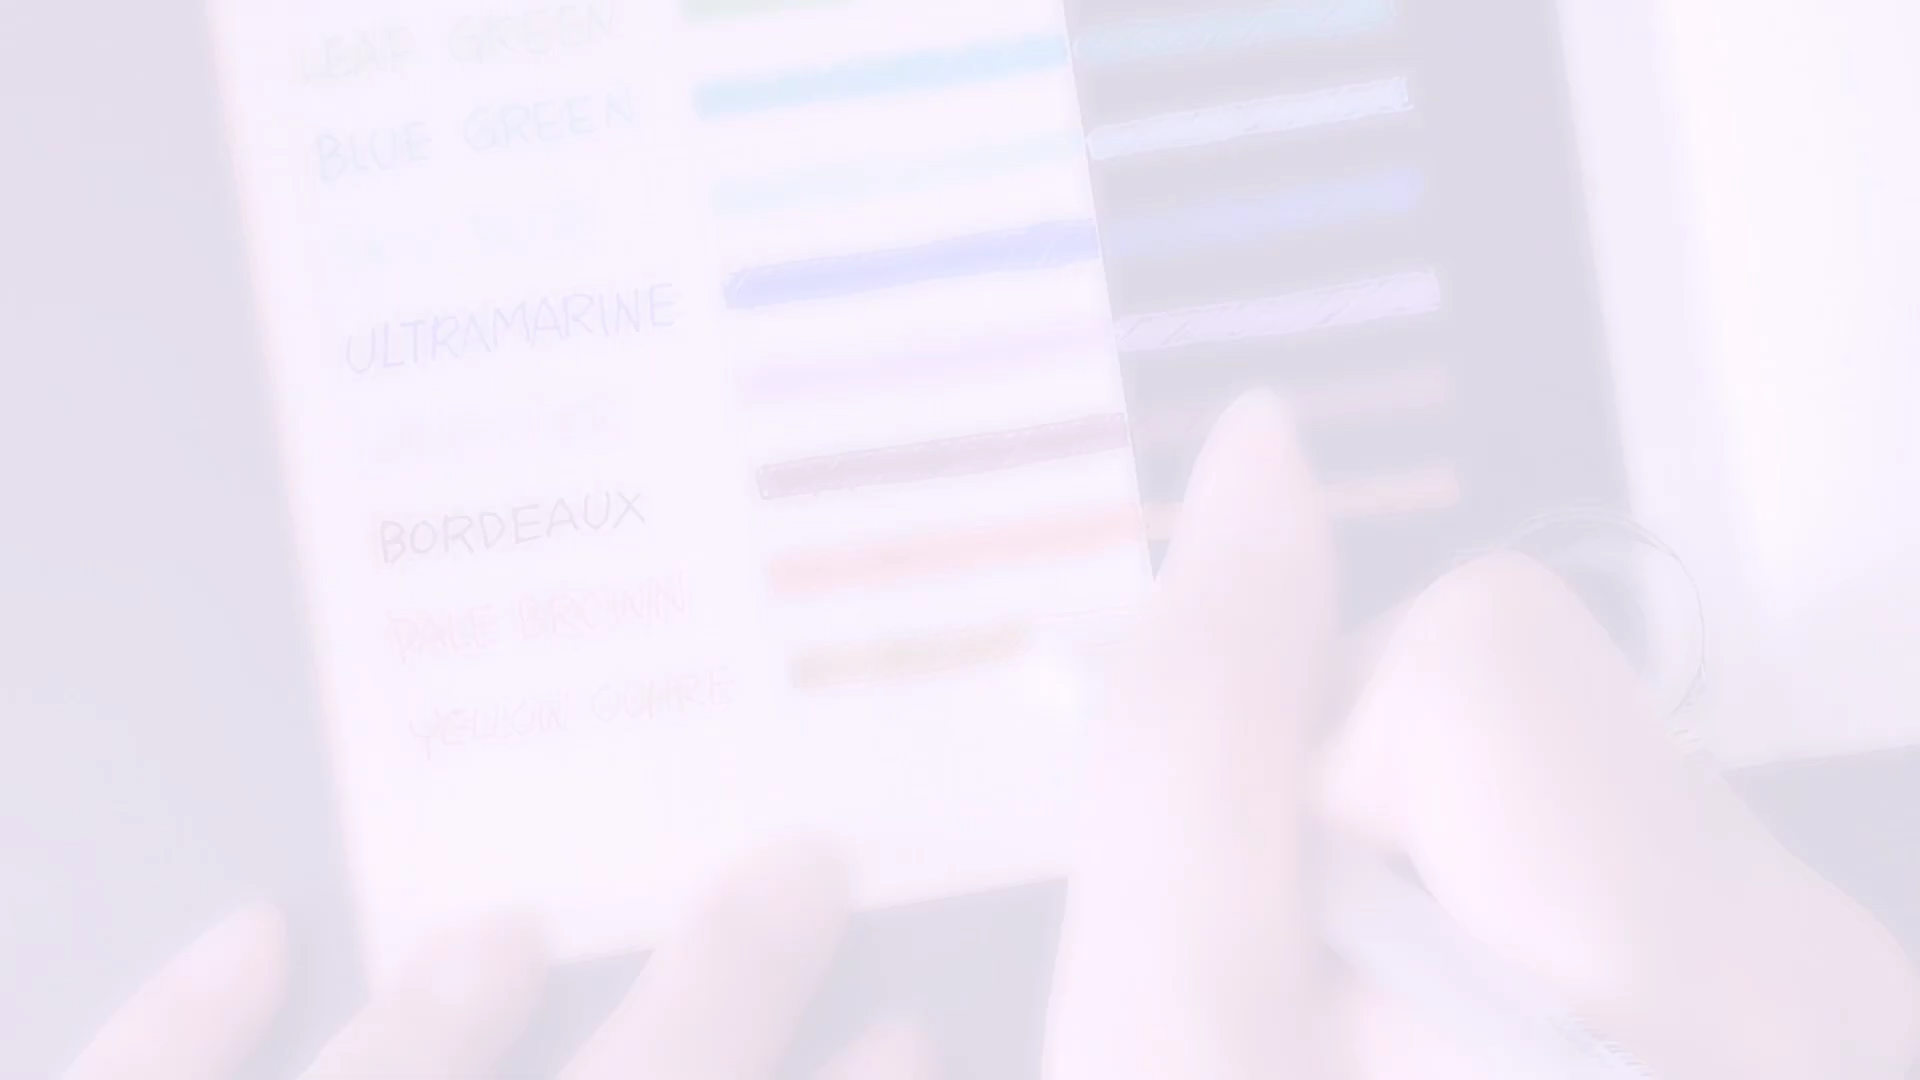 LEAF GREEN
BLUE GREEN
ULTRAMARINE
BORDEAUX
PALE BROWN
YELLOW OCHRE